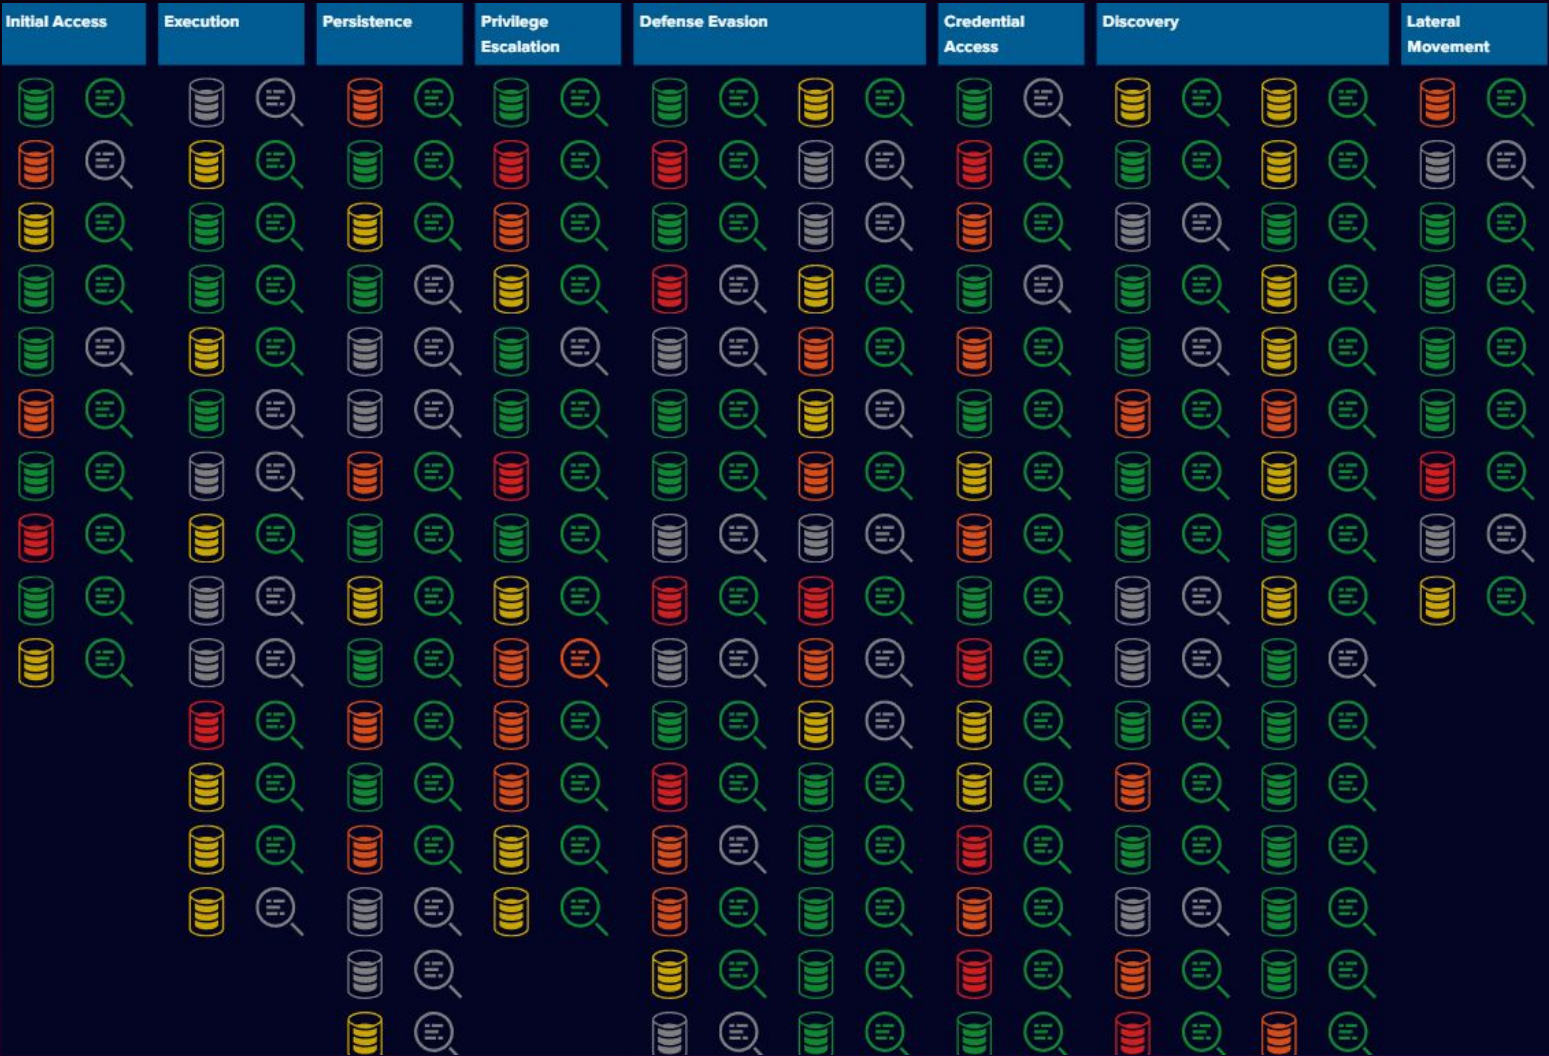 Initial Access
Execution
Persistence
Privilege
Escalation
Defense Evasion
Credential
Access
Discovery
Lateral
Movement